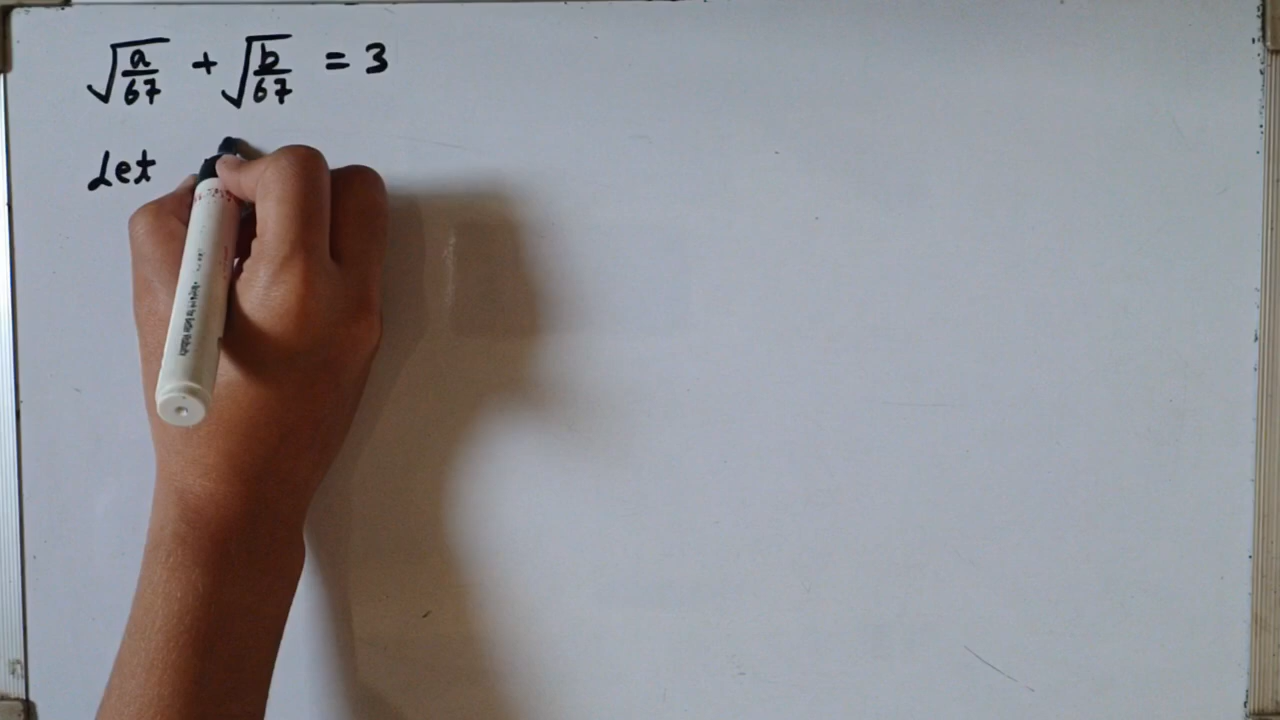 √(a/67) + √(b/67) = 3
Let